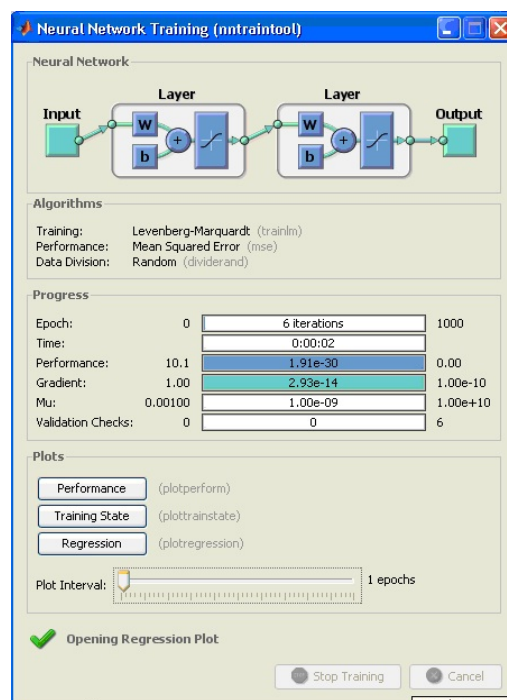 Neural Network Training (nntraintool)
Neural Network
Layer Layer
Input Output
W W
b b
+ +
Algorithms
Training: Levenberg-Marquardt (trainlm)
Performance: Mean Squared Error (mse)
Data Division: Random (dividerand)
Progress
Epoch: 0 6 iterations 1000
Time: 0:00:02
Performance: 10.1 1.91e-30 0.00
Gradient: 1.00 2.93e-14 1.00e-10
Mu: 0.00100 1.00e-09 1.00e+10
Validation Checks: 0 0 6
Plots
Performance (plotperform)
Training State (plottrainstate)
Regression (plotregression)
Plot Interval: 1 epochs
Opening Regression Plot
Stop Training Cancel